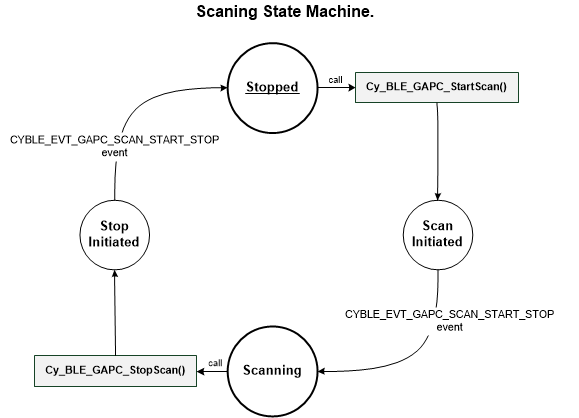 Scaning State Machine.
Stopped
call
Cy_BLE_GAPC_StartScan()
CYBLE_EVT_GAPC_SCAN_START_STOP
event
Stop
Initiated
Scan
Initiated
CYBLE_EVT_GAPC_SCAN_START_STOP
event
Cy_BLE_GAPC_StopScan()
call
Scanning